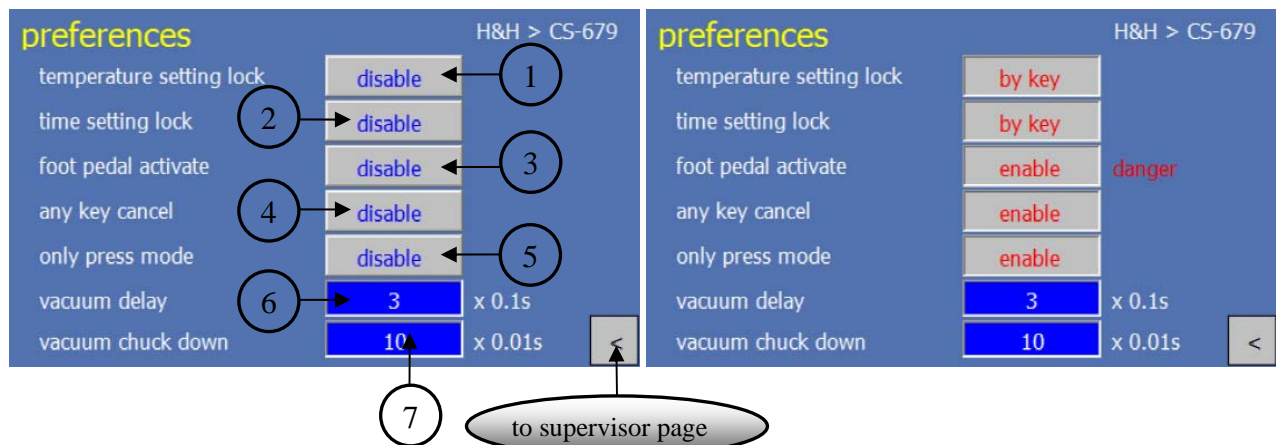 preferences H&H > CS-679
temperature setting lock disable 1
time setting lock 2 disable
foot pedal activate disable 3
any key cancel 4 disable
only press mode disable 5
vacuum delay 6 3 x 0.1s
vacuum chuck down 10 x 0.01s <
7 to supervisor page
preferences H&H > CS-679
temperature setting lock by key
time setting lock by key
foot pedal activate enable danger
any key cancel enable
only press mode enable
vacuum delay 3 x 0.1s
vacuum chuck down 10 x 0.01s <